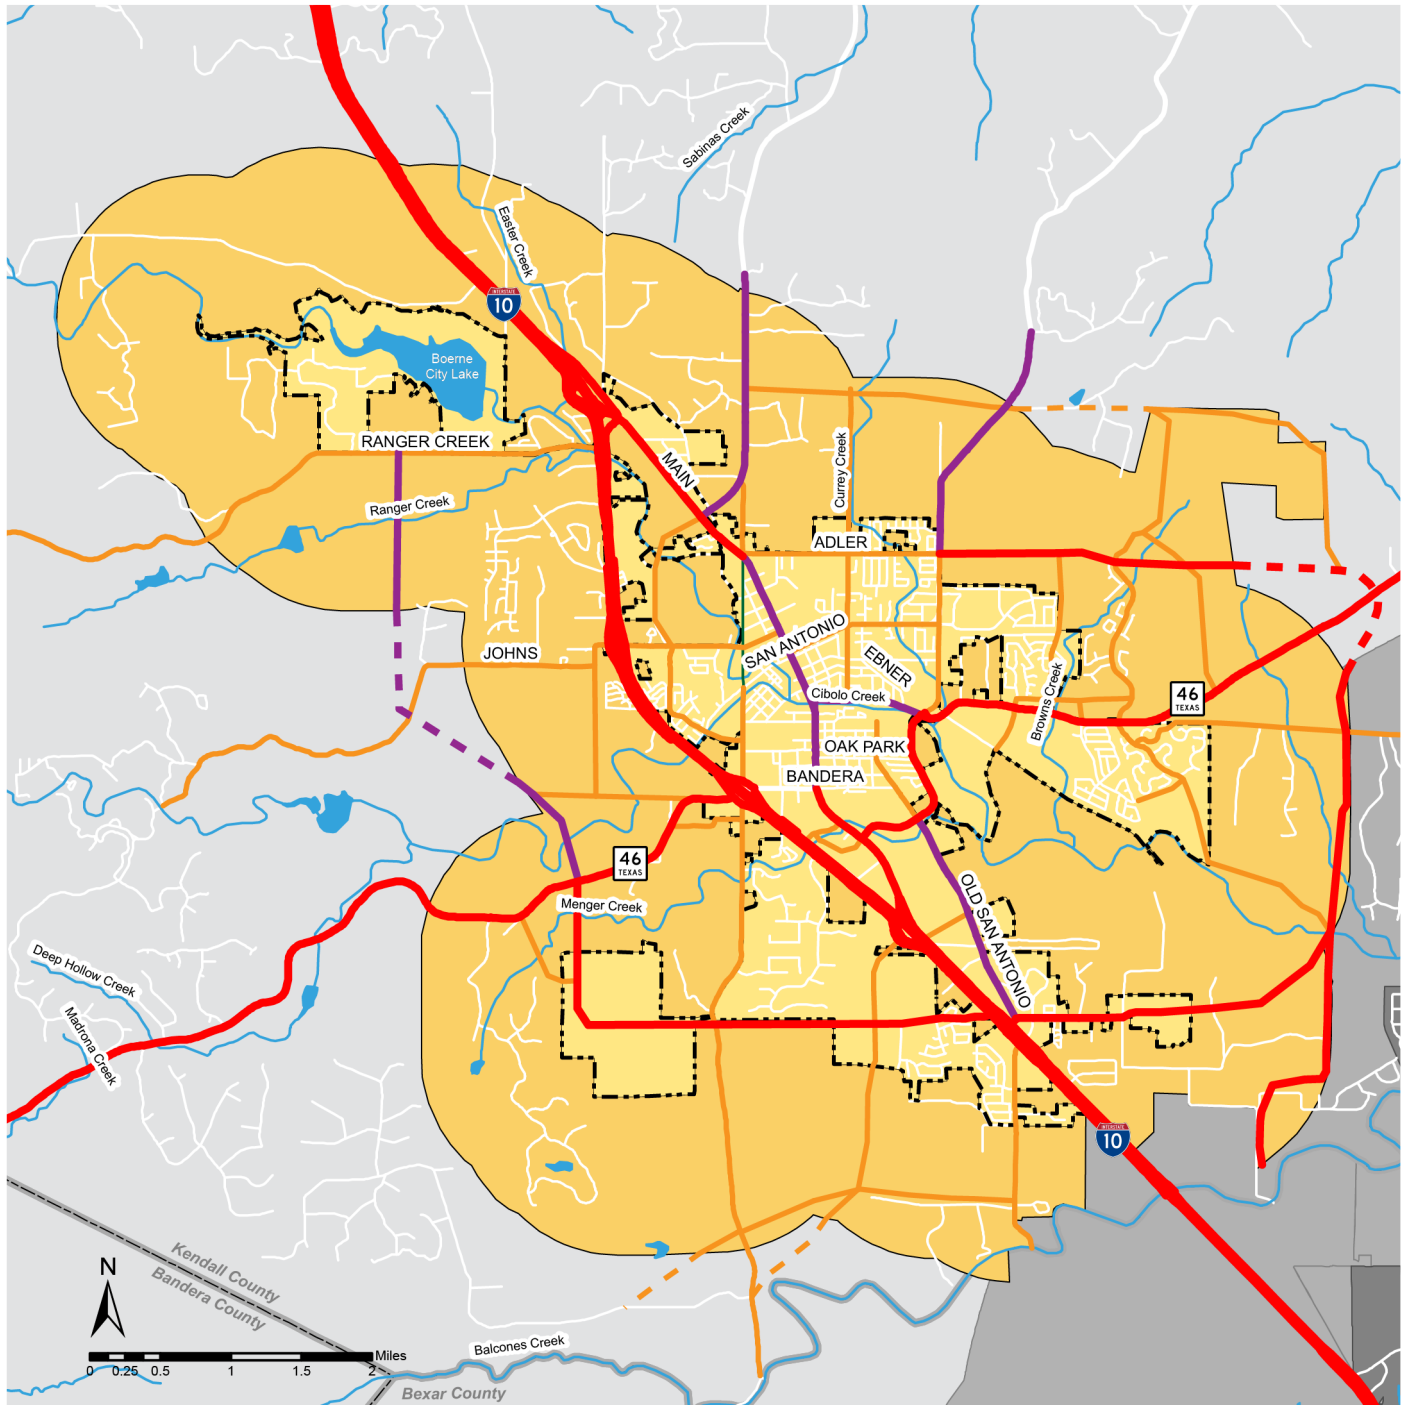 Sabinas Creek
Easter Creek
INTERSTATE
10
Boerne
City Lake
RANGER CREEK
MAIN
Currey Creek
Ranger Creek
ADLER
SAN ANTONIO
JOHNS
EBNER
Cibolo Creek
Browns Creek
46
TEXAS
OAK PARK
BANDERA
46
TEXAS
Menger Creek
OLD SAN ANTONIO
Deep Hollow Creek
Madrona Creek
INTERSTATE
10
Kendall County
Bandera County
N
Balcones Creek
Miles
0 0.25 0.5 1 1.5 2
Bexar County